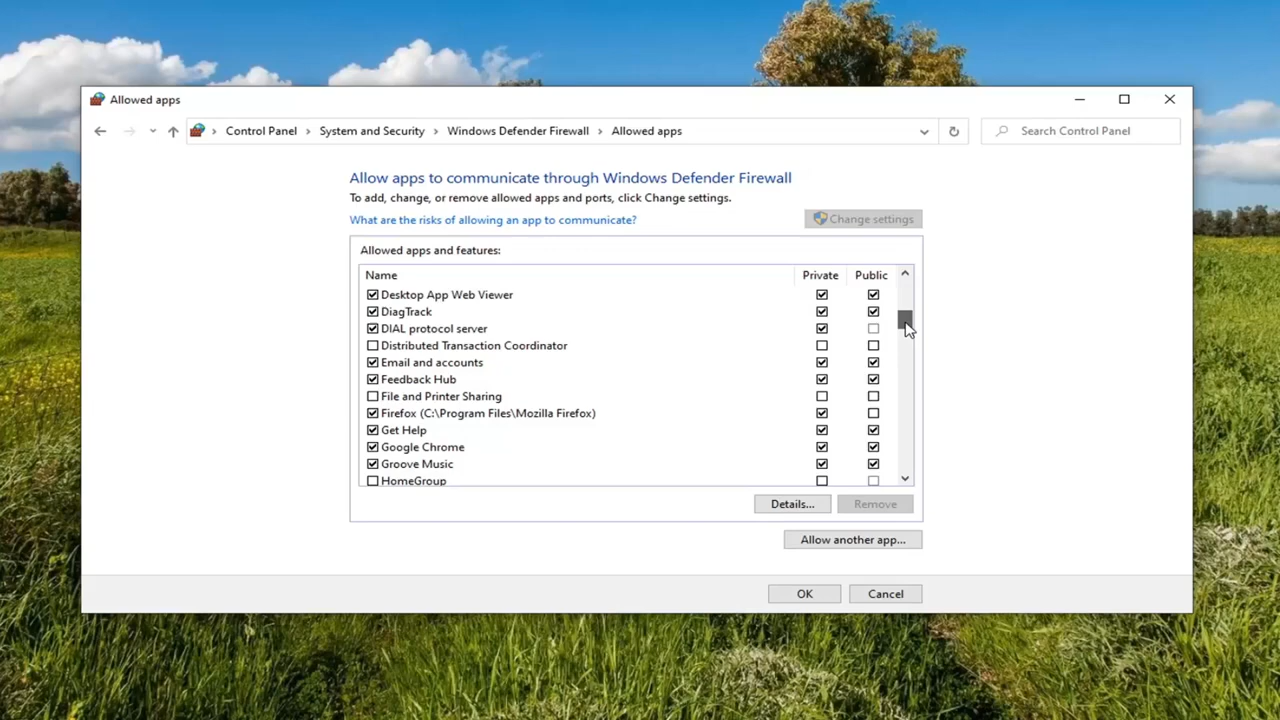 Allowed apps
Control Panel > System and Security > Windows Defender Firewall > Allowed apps
Search Control Panel
Allow apps to communicate through Windows Defender Firewall
To add, change, or remove allowed apps and ports, click Change settings.
What are the risks of allowing an app to communicate?
Change settings
Allowed apps and features:
Name Private Public
Desktop App Web Viewer
DiagTrack
DIAL protocol server
Distributed Transaction Coordinator
Email and accounts
Feedback Hub
File and Printer Sharing
Firefox (C:\Program Files\Mozilla Firefox)
Get Help
Google Chrome
Groove Music
HomeGroup
Details... Remove
Allow another app...
OK Cancel